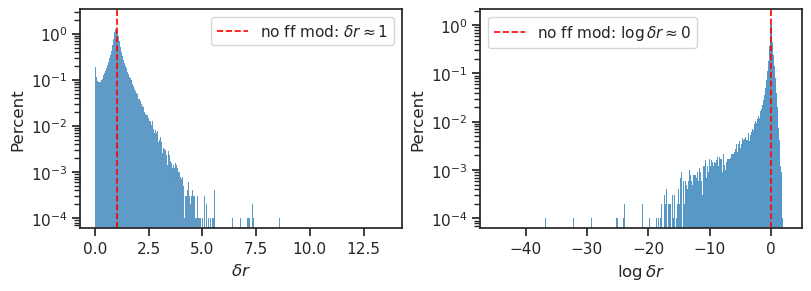 no ff mod: δr ≈ 1
Percent
10⁰
10⁻¹
10⁻²
10⁻³
10⁻⁴
0.0 2.5 5.0 7.5 10.0 12.5
δr
no ff mod: log δr ≈ 0
Percent
10⁰
10⁻¹
10⁻²
10⁻³
10⁻⁴
−40 −30 −20 −10 0
log δr